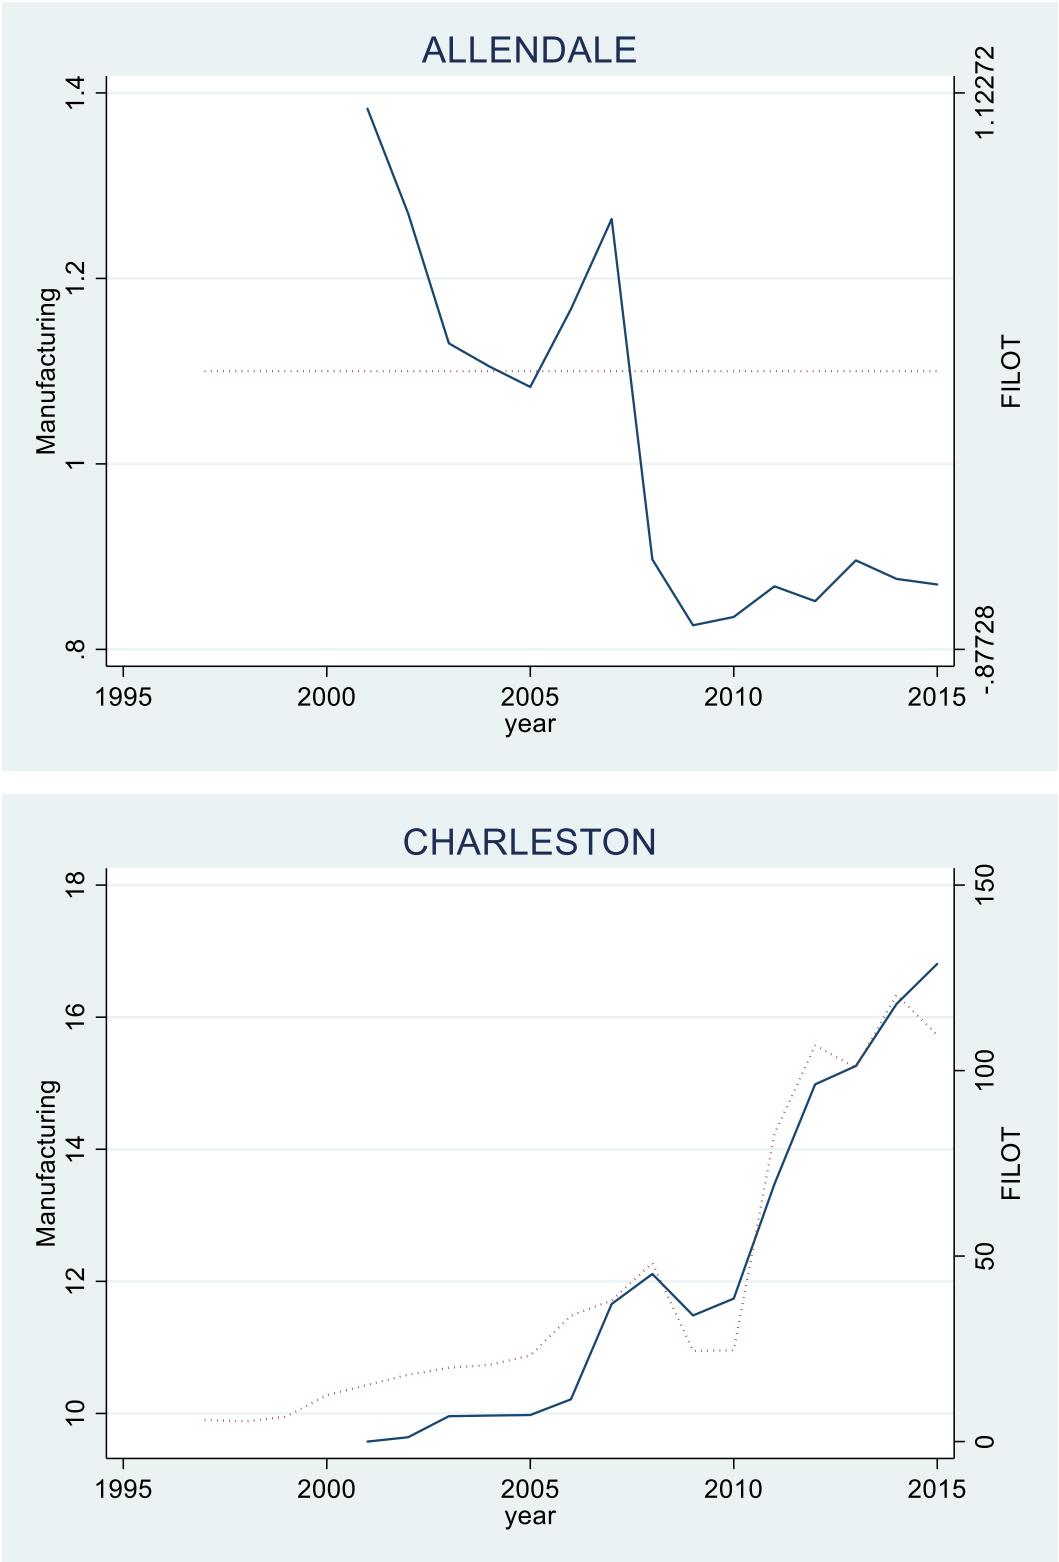 ALLENDALE
Manufacturing
1.4
1.2
1
.8
1.12272
-.87728
FILOT
1995 2000 2005 2010 2015
year
CHARLESTON
Manufacturing
18
16
14
12
10
150
100
50
0
FILOT
1995 2000 2005 2010 2015
year